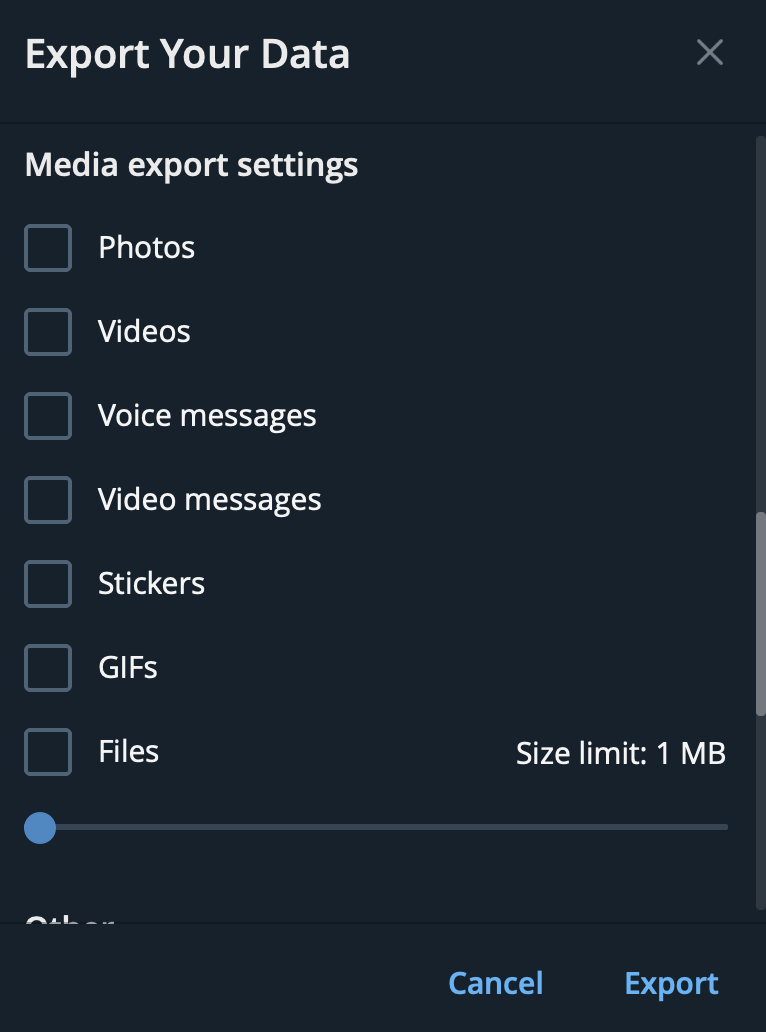 Export Your Data
Media export settings
Photos
Videos
Voice messages
Video messages
Stickers
GIFs
Files
Size limit: 1 MB
Other
Cancel
Export